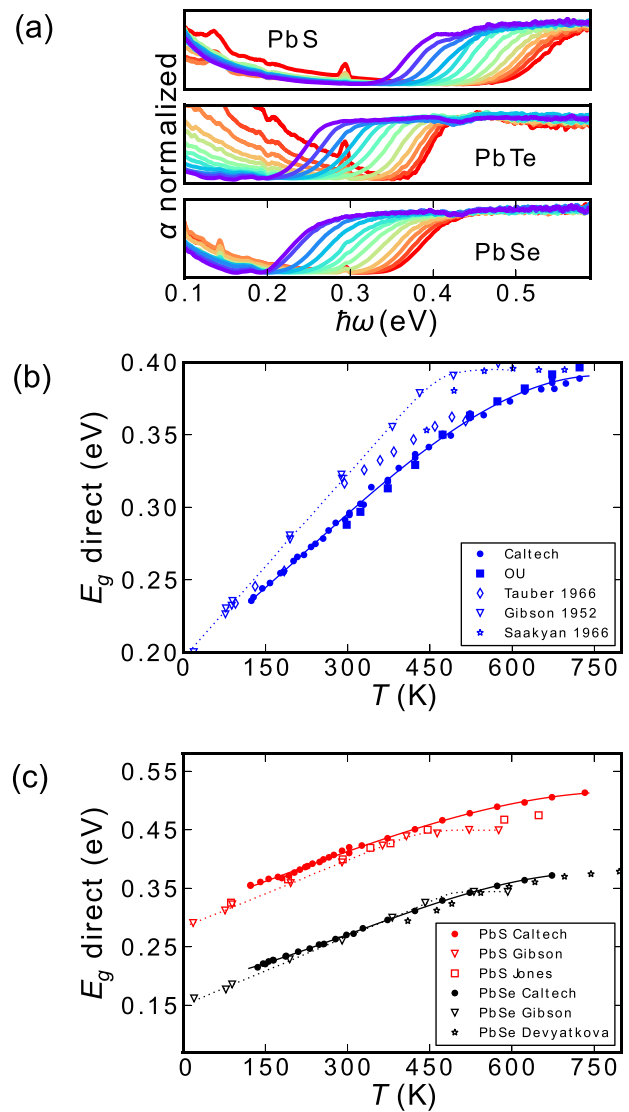 (a)
PbS
PbTe
PbSe
α normalized
0.1 0.2 0.3 0.4 0.5
ħω (eV)
(b)
0.40
0.35
0.30
0.25
0.20
E_g direct (eV)
Caltech
OU
Tauber 1966
Gibson 1952
Saakyan 1966
0 150 300 450 600 750
T (K)
(c)
0.55
0.45
0.35
0.25
0.15
E_g direct (eV)
PbS Caltech
PbS Gibson
PbS Jones
PbSe Caltech
PbSe Gibson
PbSe Devyatkova
0 150 300 450 600 750
T (K)